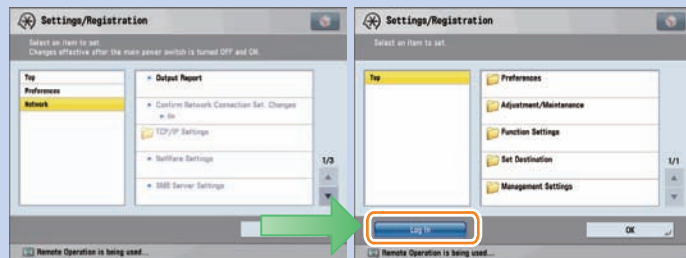 Settings/Registration
Select an item to set.
Changes effective after the main power switch is turned OFF and ON.
Top
Preferences
Network
Output Report
Confirm Network Connection Set. Changes
On
TCP/IP Settings
NetWare Settings
SMB Server Settings
1/3
Remote Operation is being used...
Settings/Registration
Select an item to set.
Top
Preferences
Adjustment/Maintenance
Function Settings
Set Destination
Management Settings
1/1
Log In
OK
Remote Operation is being used...